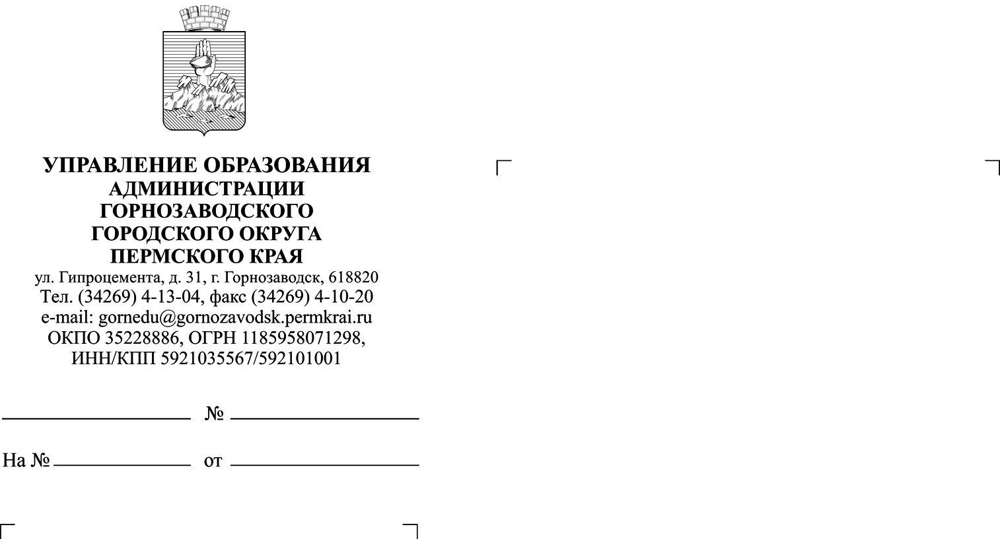 УПРАВЛЕНИЕ ОБРАЗОВАНИЯ
АДМИНИСТРАЦИИ
ГОРНОЗАВОДСКОГО
ГОРОДСКОГО ОКРУГА
ПЕРМСКОГО КРАЯ
ул. Гипроцемента, д. 31, г. Горнозаводск, 618820
Тел. (34269) 4-13-04, факс (34269) 4-10-20
e-mail: gornedu@gornozavodsk.permkrai.ru
ОКПО 35228886, ОГРН 1185958071298,
ИНН/КПП 5921035567/592101001
№
На № от